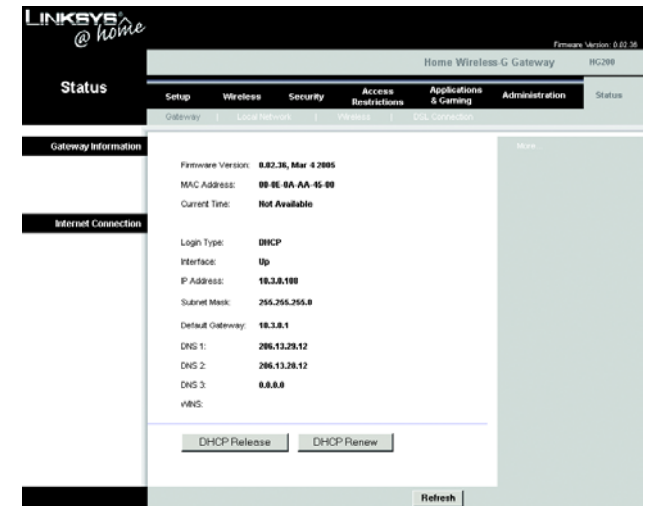 LINKSYS
@ home
Firmware Version: 0.02.36
Home Wireless-G Gateway HG200
Status
Setup Wireless Security Access Restrictions Applications & Gaming Administration Status
Gateway | Local Network | Wireless | DSL Connection
Gateway Information
More...
Firmware Version: 0.02.36, Mar 4 2005
MAC Address: 00-0E-0A-AA-45-00
Current Time: Not Available
Internet Connection
Login Type: DHCP
Interface: Up
IP Address: 10.3.0.100
Subnet Mask: 255.255.255.0
Default Gateway: 10.3.0.1
DNS 1: 206.13.29.12
DNS 2: 206.13.28.12
DNS 3: 0.0.0.0
WINS:
DHCP Release DHCP Renew
Refresh